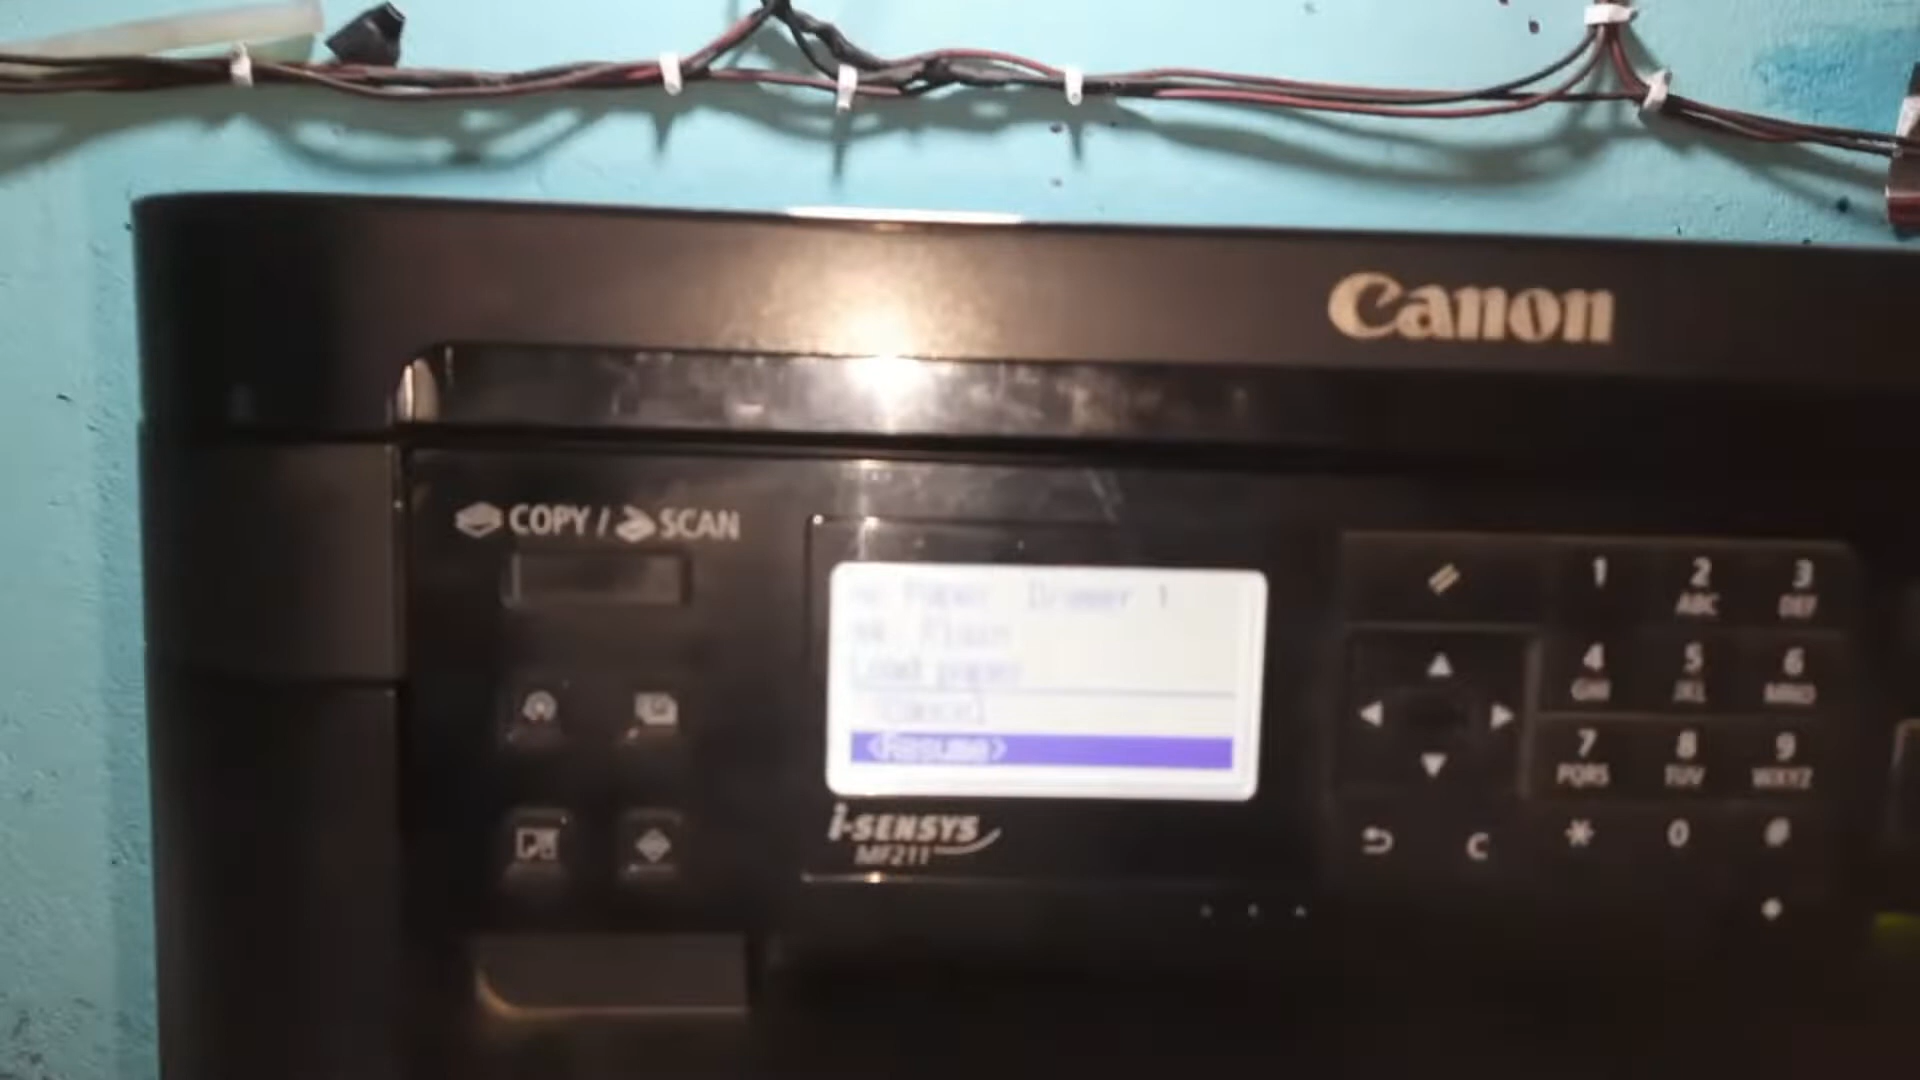 Canon
COPY / SCAN
Paper Drawer 1
Plain
Load paper
<Resume>
i-SENSYS
MF211
1
2
3
ABC
DEF
4
5
6
GHI
JKL
MNO
7
8
9
PQRS
TUV
WXYZ
C
*
0
#